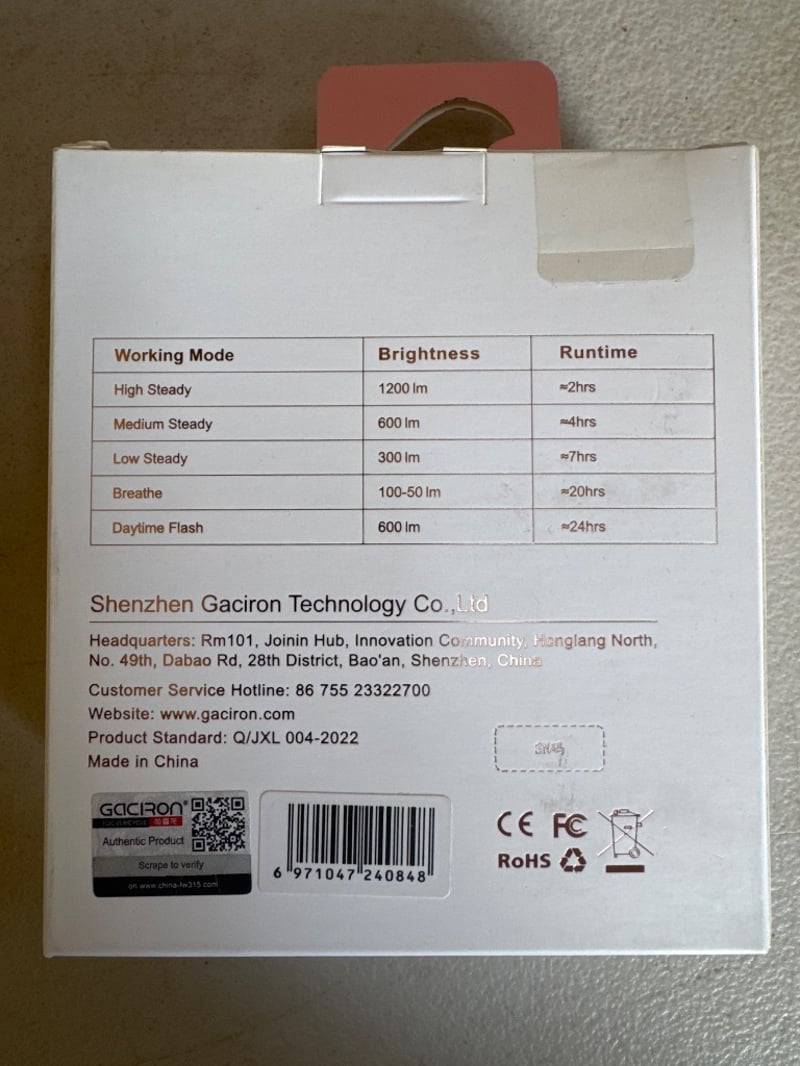 Working Mode Brightness Runtime
High Steady 1200 lm ≈2hrs
Medium Steady 600 lm ≈4hrs
Low Steady 300 lm ≈7hrs
Breathe 100-50 lm ≈20hrs
Daytime Flash 600 lm ≈24hrs
Shenzhen Gaciron Technology Co.,Ltd
Headquarters: Rm101, Joinin Hub, Innovation Community, Honglang North,
No. 49th, Dabao Rd, 28th District, Bao'an, Shenzhen, China
Customer Service Hotline: 86 755 23322700
Website: www.gaciron.com
Product Standard: Q/JXL 004-2022
Made in China
GACIRON®
Authentic Product
Scrape to verify
on www.china-fw315.com
6 971047 240848
CE FC
RoHS